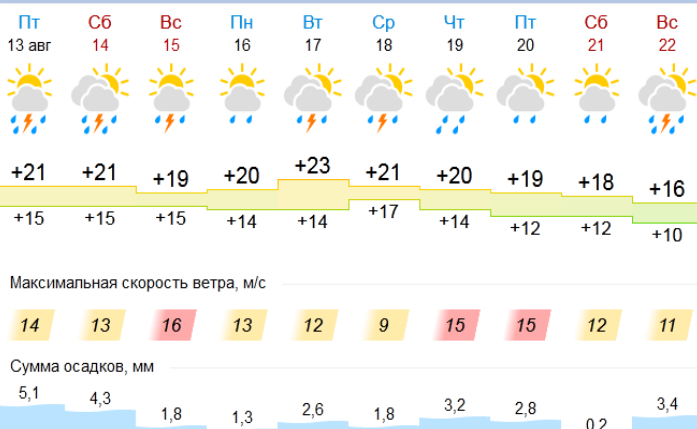 Пт Сб Вс Пн Вт Ср Чт Пт Сб Вс
13 авг 14 15 16 17 18 19 20 21 22
+21 +21 +19 +20 +23 +21 +20 +19 +18 +16
+15 +15 +15 +14 +14 +17 +14 +12 +12 +10
Максимальная скорость ветра, м/с
14 13 16 13 12 9 15 15 12 11
Сумма осадков, мм
5,1 4,3 1,8 1,3 2,6 1,8 3,2 2,8 0,2 3,4